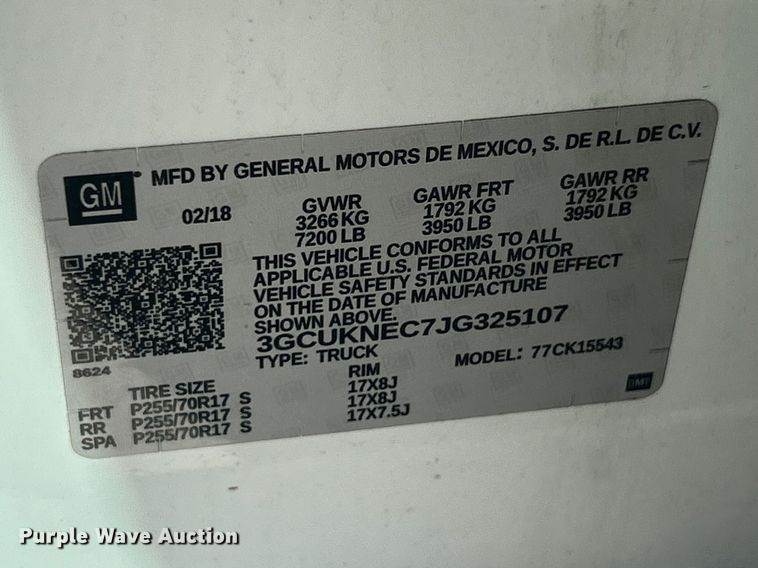 GM
MFD BY GENERAL MOTORS DE MEXICO, S. DE R.L. DE C.V.
02/18 GVWR GAWR FRT GAWR RR
3266 KG 1792 KG 1792 KG
7200 LB 3950 LB 3950 LB
THIS VEHICLE CONFORMS TO ALL
APPLICABLE U.S. FEDERAL MOTOR
VEHICLE SAFETY STANDARDS IN EFFECT
ON THE DATE OF MANUFACTURE
SHOWN ABOVE.
3GCUKNEC7JG325107
8624
TYPE: TRUCK MODEL: 77CK15543
TIRE SIZE RIM
FRT P255/70R17 S 17X8J
RR P255/70R17 S 17X8J
SPA P255/70R17 S 17X7.5J
Purple Wave Auction